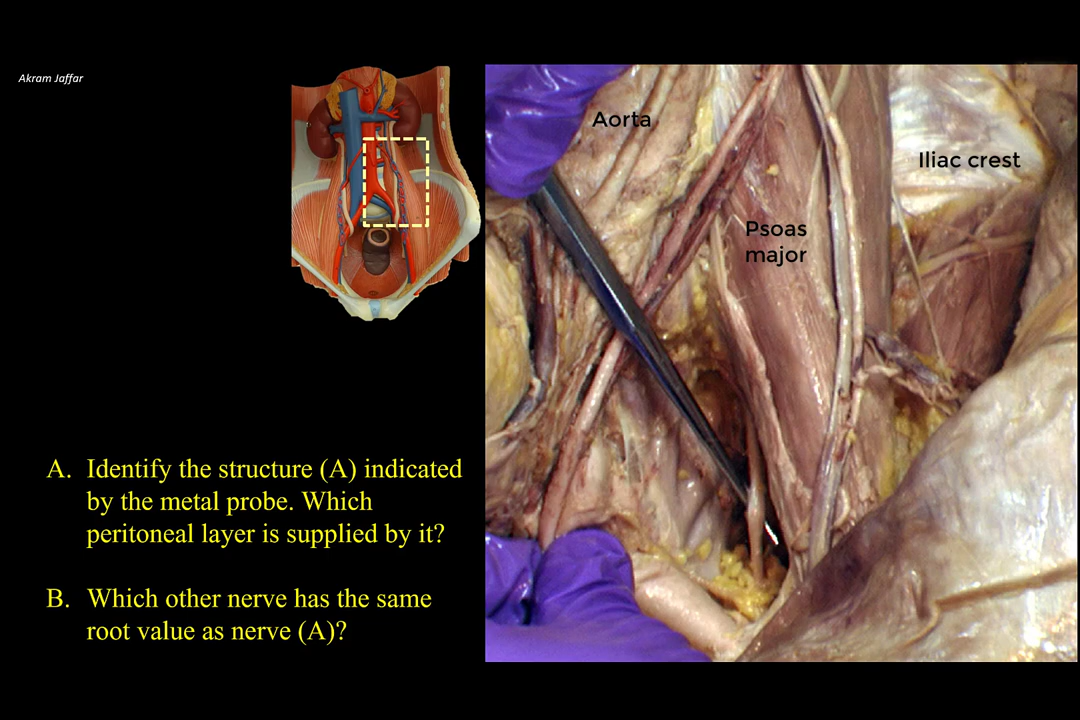 Akram Jaffar
Aorta
Iliac crest
Psoas
major
A. Identify the structure (A) indicated
by the metal probe. Which
peritoneal layer is supplied by it?
B. Which other nerve has the same
root value as nerve (A)?